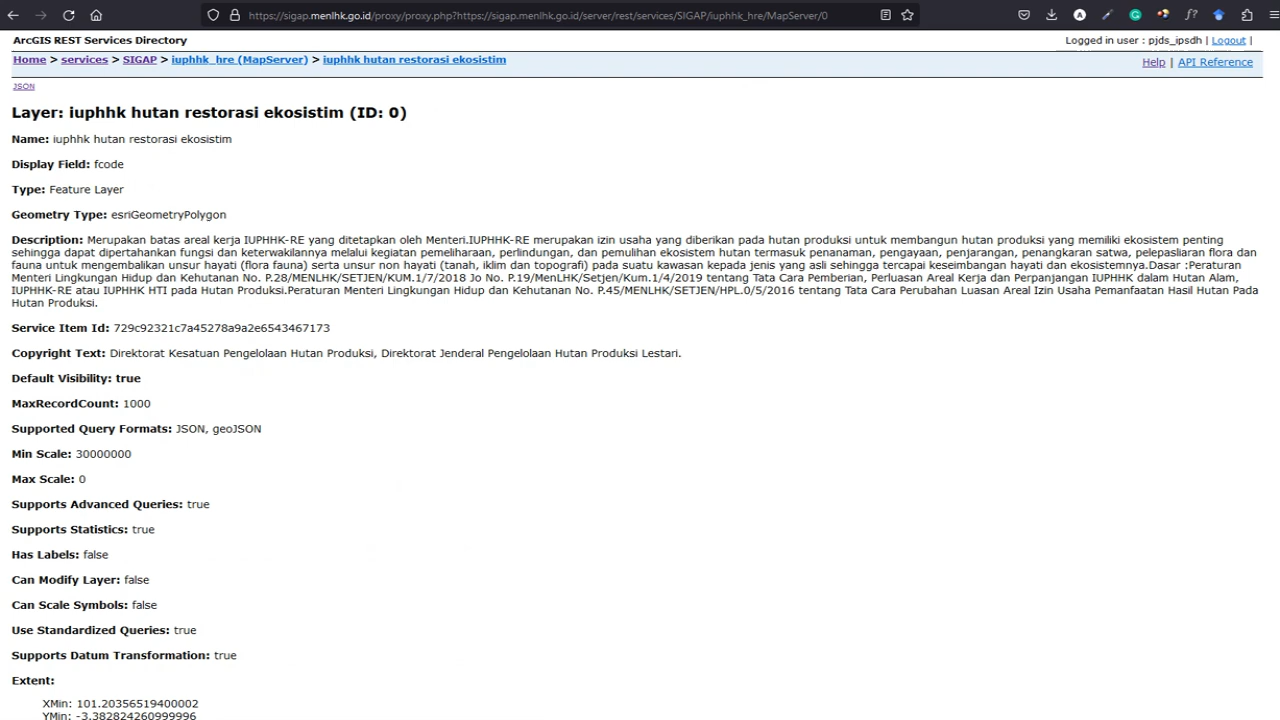 https://sigap.menlhk.go.id/proxy/proxy.php?https://sigap.menlhk.go.id/server/rest/services/SIGAP/iuphhk_hre/MapServer/0
ArcGIS REST Services Directory
Logged in user : pjds_ipsdh | Logout |
Home > services > SIGAP > iuphhk_hre (MapServer) > iuphhk hutan restorasi ekosistim
Help | API Reference
JSON
Layer: iuphhk hutan restorasi ekosistim (ID: 0)
Name: iuphhk hutan restorasi ekosistim
Display Field: fcode
Type: Feature Layer
Geometry Type: esriGeometryPolygon
Description: Merupakan batas areal kerja IUPHHK-RE yang ditetapkan oleh Menteri.IUPHHK-RE merupakan izin usaha yang diberikan pada hutan produksi untuk membangun hutan produksi yang memiliki ekosistem penting
sehingga dapat dipertahankan fungsi dan keterwakilannya melalui kegiatan pemeliharaan, perlindungan, dan pemulihan ekosistem hutan termasuk penanaman, pengayaan, penjarangan, penangkaran satwa, pelepasliaran flora dan
fauna untuk mengembalikan unsur hayati (flora fauna) serta unsur non hayati (tanah, iklim dan topografi) pada suatu kawasan kepada jenis yang asli sehingga tercapai keseimbangan hayati dan ekosistemnya.Dasar :Peraturan
Menteri Lingkungan Hidup dan Kehutanan No. P.28/MENLHK/SETJEN/KUM.1/7/2018 Jo No. P.19/MenLHK/Setjen/Kum.1/4/2019 tentang Tata Cara Pemberian, Perluasan Areal Kerja dan Perpanjangan IUPHHK dalam Hutan Alam,
IUPHHK-RE atau IUPHHK HTI pada Hutan Produksi.Peraturan Menteri Lingkungan Hidup dan Kehutanan No. P.45/MENLHK/SETJEN/HPL.0/5/2016 tentang Tata Cara Perubahan Luasan Areal Izin Usaha Pemanfaatan Hasil Hutan Pada
Hutan Produksi.
Service Item Id: 729c92321c7a45278a9a2e6543467173
Copyright Text: Direktorat Kesatuan Pengelolaan Hutan Produksi, Direktorat Jenderal Pengelolaan Hutan Produksi Lestari.
Default Visibility: true
MaxRecordCount: 1000
Supported Query Formats: JSON, geoJSON
Min Scale: 30000000
Max Scale: 0
Supports Advanced Queries: true
Supports Statistics: true
Has Labels: false
Can Modify Layer: false
Can Scale Symbols: false
Use Standardized Queries: true
Supports Datum Transformation: true
Extent:
XMin: 101.20356519400002
YMin: -3.382824260999996